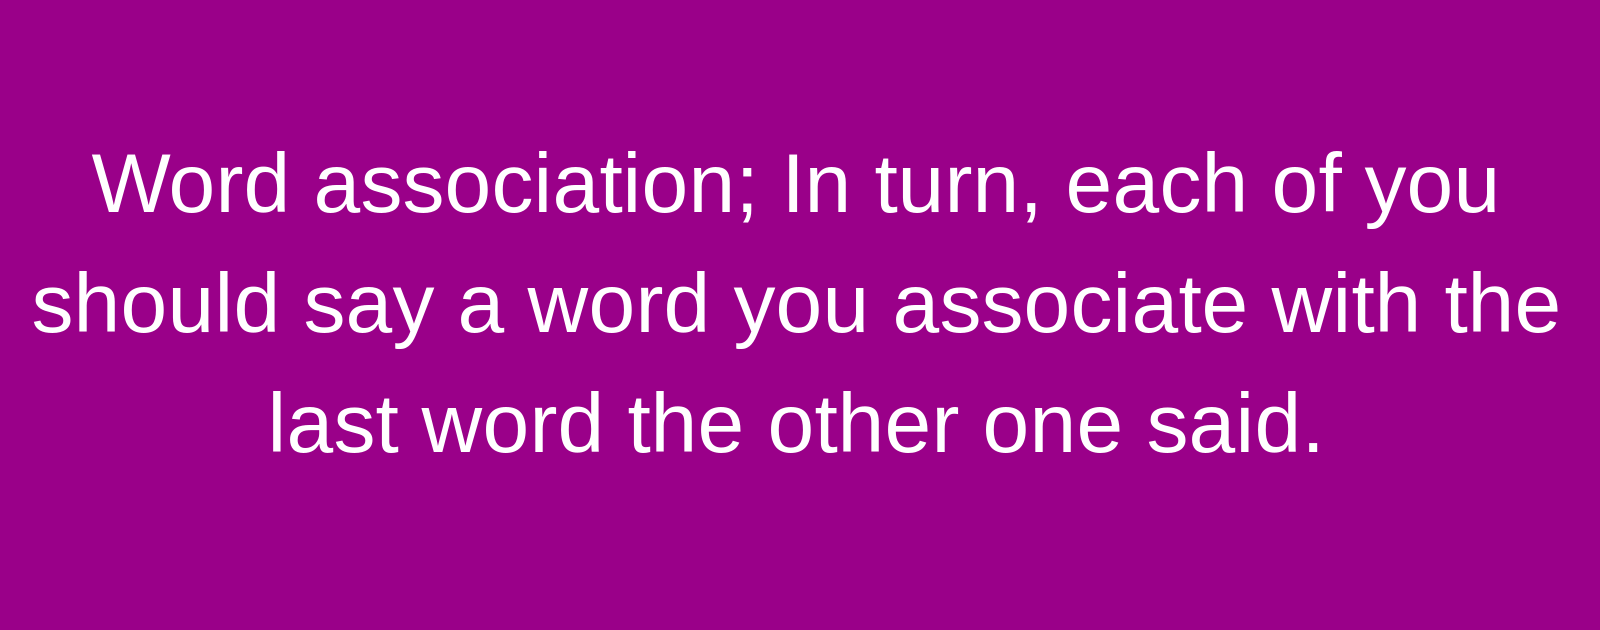 Word association; In turn, each of you
should say a word you associate with the
last word the other one said.